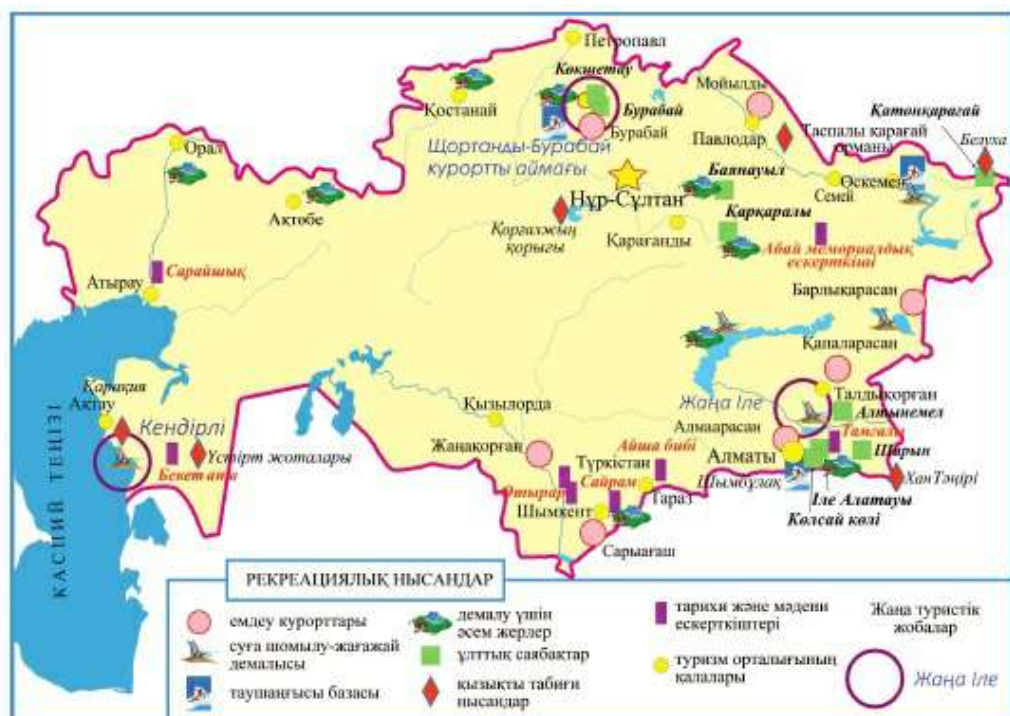 Петропавл
Көкшетау
Қостанай
Мойылды
Бурабай
Бурабай
Қатонқарағай
Белуха
Павлодар
Таспалы қарағай
орманы
Орал
Щортанды-Бурабай
курортты аймағы
Баянауыл
Семей
Өскемен
Нұр-Сұлтан
Ақтөбе
Қорғалжың
қорығы
Қарқаралы
Қарағанды
Абай мемориалдық
ескерткіші
Сарайшық
Атырау
Барлықарасан
Қапаларасан
Қарақия
Ақтау
Кендірлі
Жаңа Іле
Талдықорған
Қызылорда
Алтынемел
Алмаарасан
Тамғалы
Жаңақорған
Айша бибі
Үстірт жоталары
Бекет ата
Түркістан
Алматы
Шарын
Шымбұлақ
ХанТәңірі
Отырар
Сайрам
Тараз
Шымкент
Іле Алатауы
Көлсай көлі
Сарыағаш
КАСПИЙ ТЕҢІЗІ
РЕКРЕАЦИЯЛЫҚ НЫСАНДАР
емдеу курорттары
суға шомылу-жағажай
демалысы
таушаңғысы базасы
демалу үшін
әсем жерлер
ұлттық саябақтар
қызықты табиғи
нысандар
тарихи және мәдени
ескерткіштері
туризм орталығының
қалалары
Жаңа туристік
жобалар
Жаңа Іле